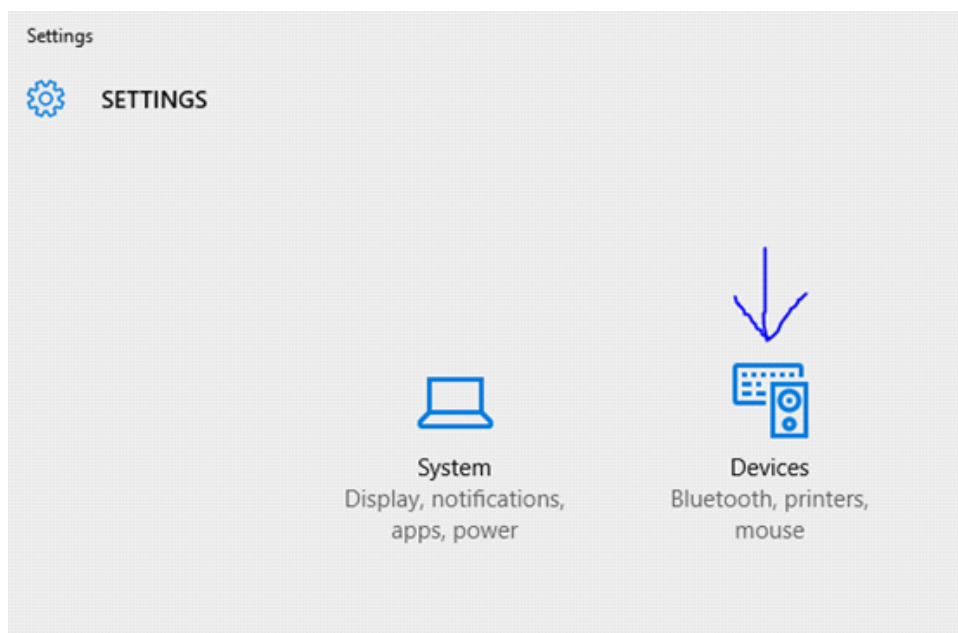 Settings
SETTINGS
System
Display, notifications,
apps, power
Devices
Bluetooth, printers,
mouse